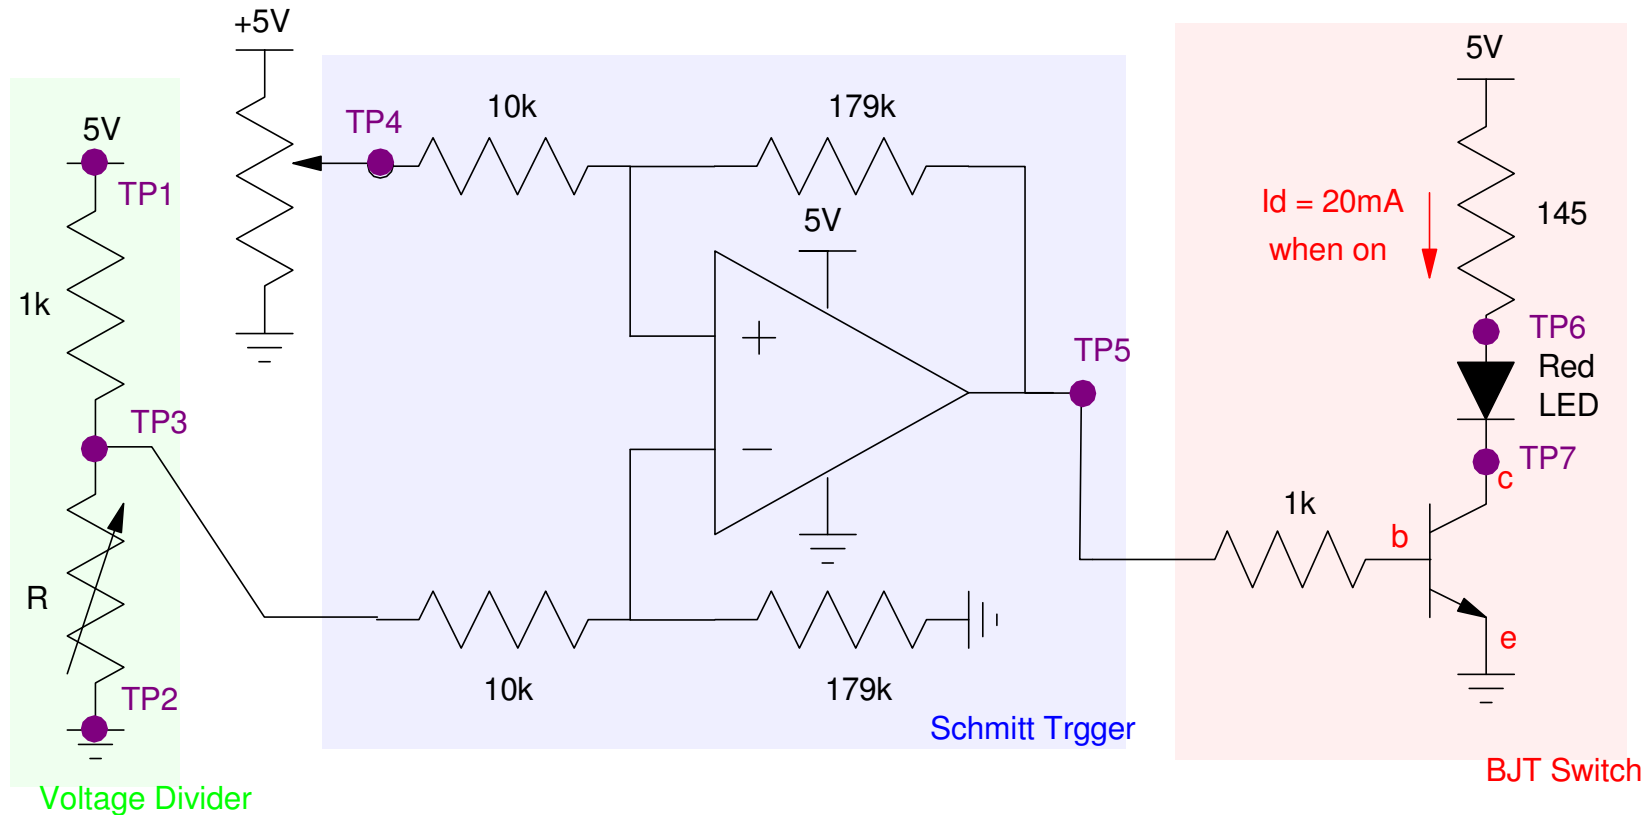 +5V
5V
TP1
1k
TP3
R
TP2
Voltage Divider
TP4
10k
179k
5V
+
−
TP5
10k
179k
Schmitt Trgger
5V
Id = 20mA
when on
145
TP6
Red
LED
TP7
c
1k
b
e
BJT Switch